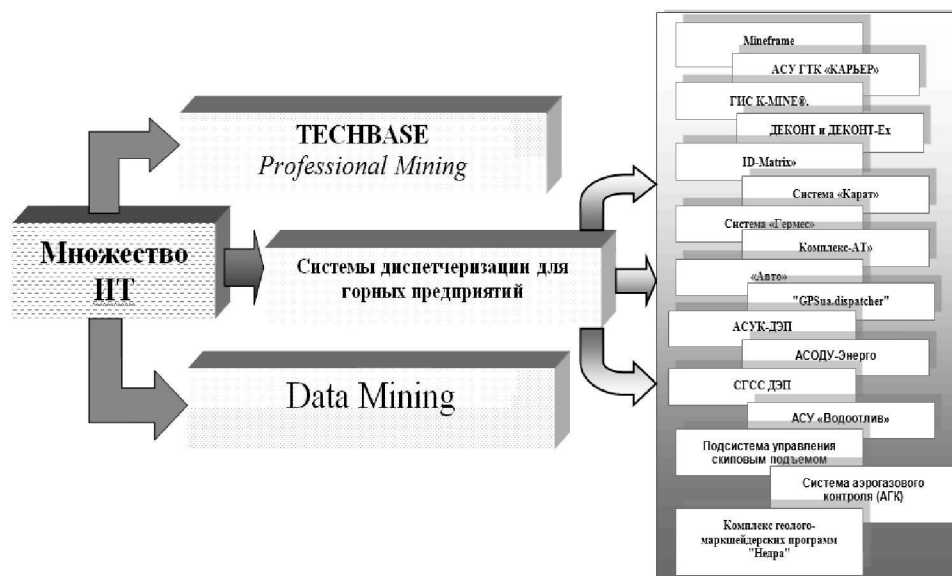 Множество
ИТ
TECHBASE
Professional Mining
Системы диспетчеризации для
горных предприятий
Data Mining
Mineframe
АСУ ГТК «КАРЬЕР»
ГИС K-MINE®.
ДЕКОНТ и ДЕКОНТ-Ех
ID-Matrix»
Система «Карат»
Система «Гермес»
Комплекс-АТ»
«Авто»
"GPSua.dispatcher"
АСУК-ДЭП
АСОДУ-Энерго
СГСС ДЭП
АСУ «Водоотлив»
Подсистема управления
скиповым подъемом
Система аэрогазового
контроля (АГК)
Комплекс геолого-
маркшейдерских программ
"Недра"